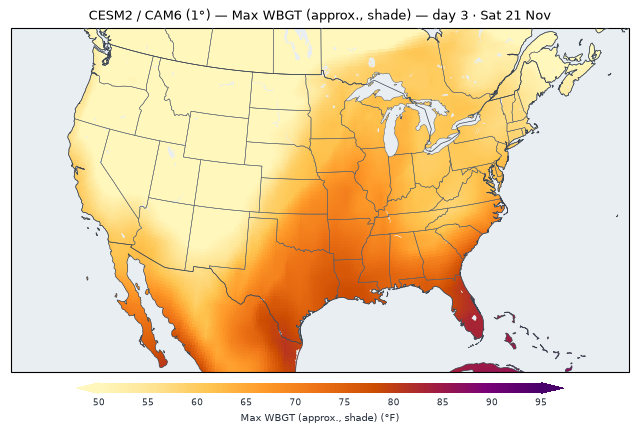 CESM2 / CAM6 (1°) — Max WBGT (approx., shade) — day 3 · Sat 21 Nov
50 55 60 65 70 75 80 85 90 95
Max WBGT (approx., shade) (°F)